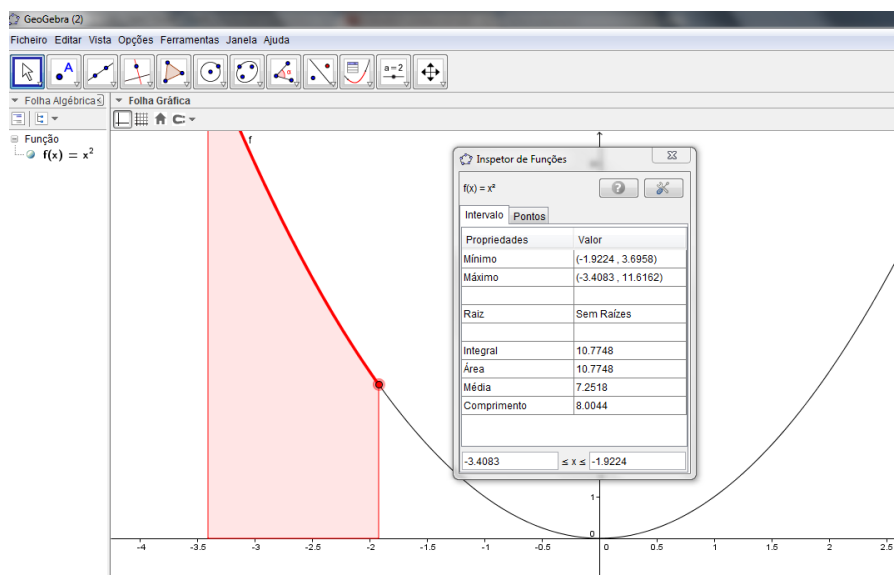 GeoGebra (2)
Ficheiro Editar Vista Opções Ferramentas Janela Ajuda
A
α
a = 2
Folha Algébrica
Folha Gráfica
Função
f(x) = x²
f
Inspetor de Funções
f(x) = x²
Intervalo Pontos
Propriedades Valor
Mínimo (-1.9224 , 3.6958)
Máximo (-3.4083 , 11.6162)
Raiz Sem Raízes
Integral 10.7748
Área 10.7748
Média 7.2518
Comprimento 8.0044
-3.4083 ≤ x ≤ -1.9224
1
0
-4 -3.5 -3 -2.5 -2 -1.5 -1 -0.5 0 0.5 1 1.5 2 2.5